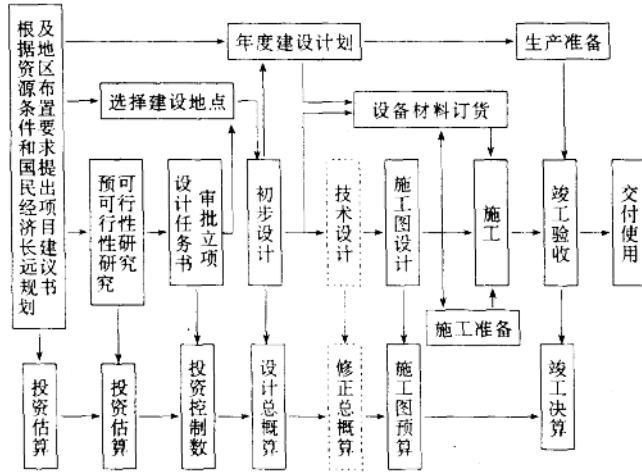 根据资源条件和国民经济长远规划
及地区布置要求提出项目建议书
年度建设计划
生产准备
选择建设地点
设备材料订货
预可行性研究
可行性研究
设计任务书
审批立项
初步设计
技术设计
施工图设计
施工
竣工验收
交付使用
施工准备
投资估算
投资估算
投资控制数
设计总概算
修正总概算
施工图预算
竣工决算